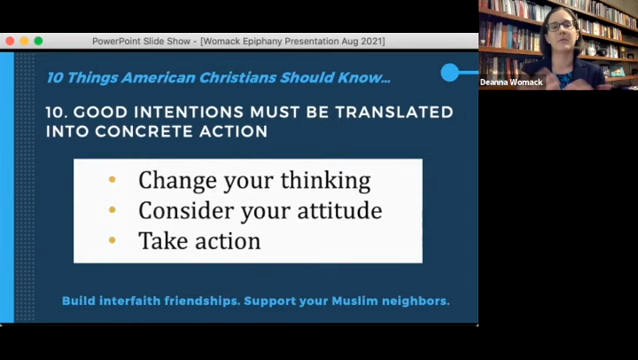 PowerPoint Slide Show - [Womack Epiphany Presentation Aug 2021]
10 Things American Christians Should Know...
Deanna Womack
10. GOOD INTENTIONS MUST BE TRANSLATED
INTO CONCRETE ACTION
• Change your thinking
• Consider your attitude
• Take action
Build interfaith friendships. Support your Muslim neighbors.